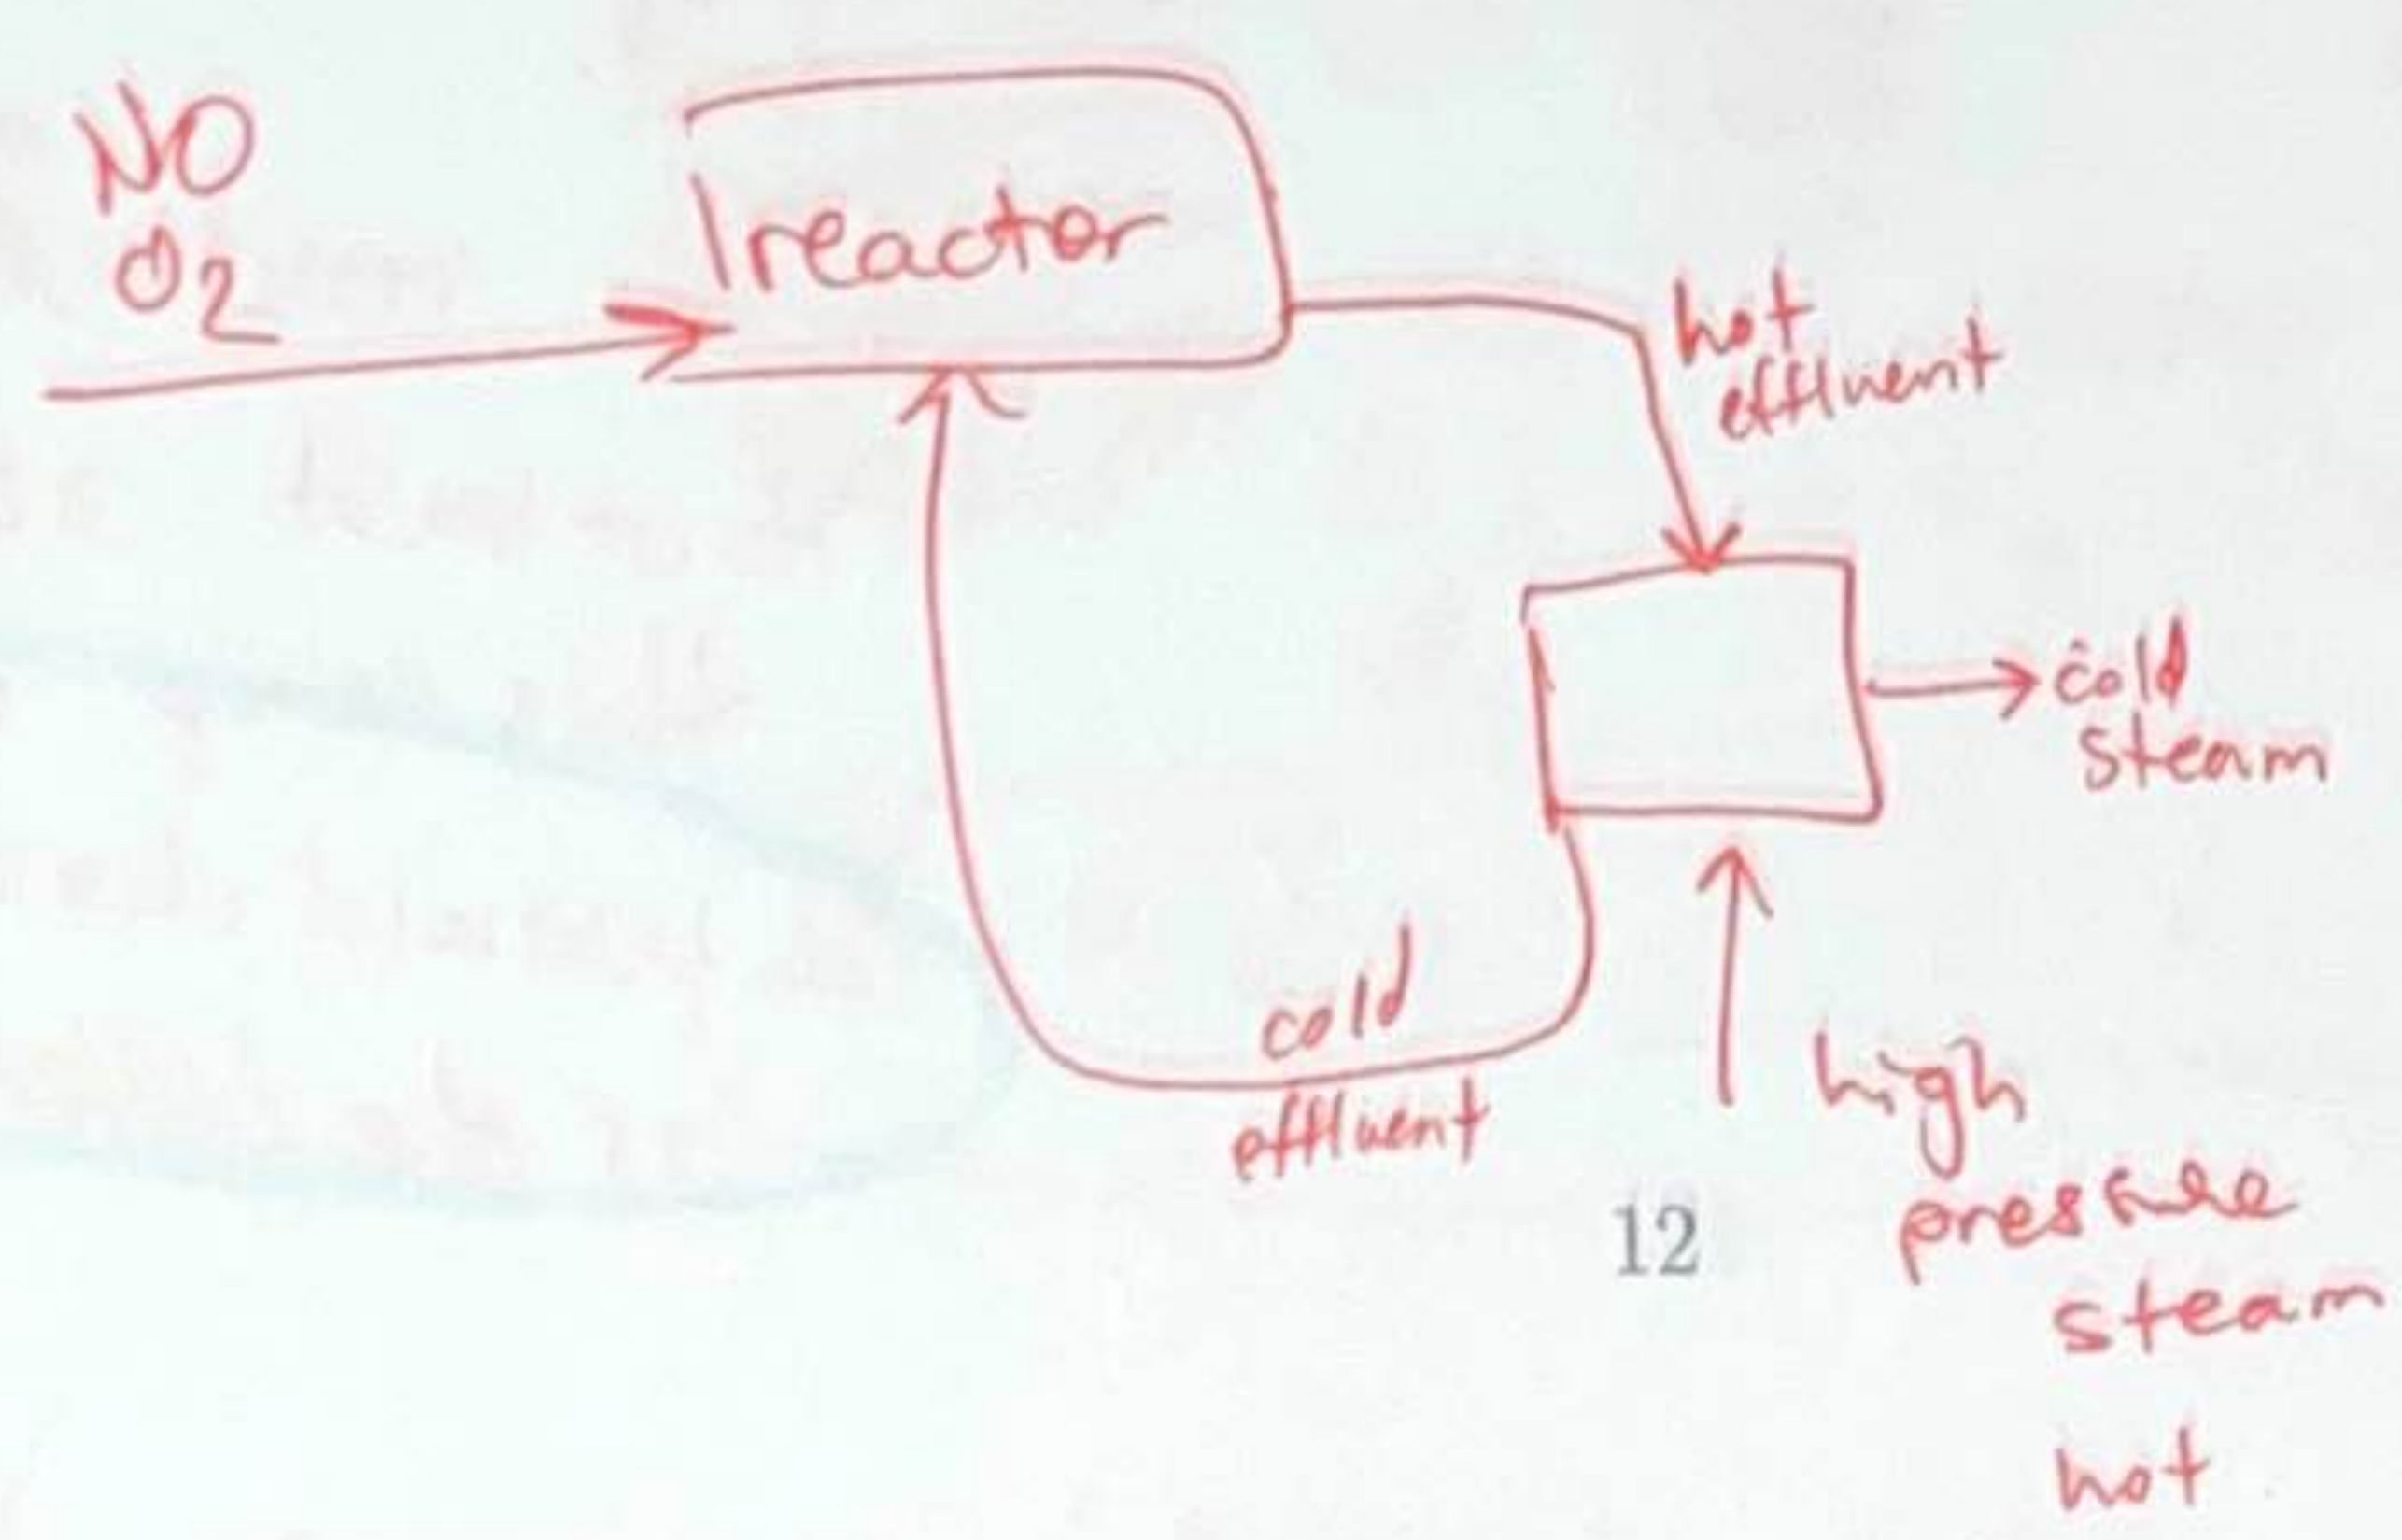 NO
O2
reactor
hot
effluent
cold
steam
cold
effluent
high
pressure
steam
hot
12